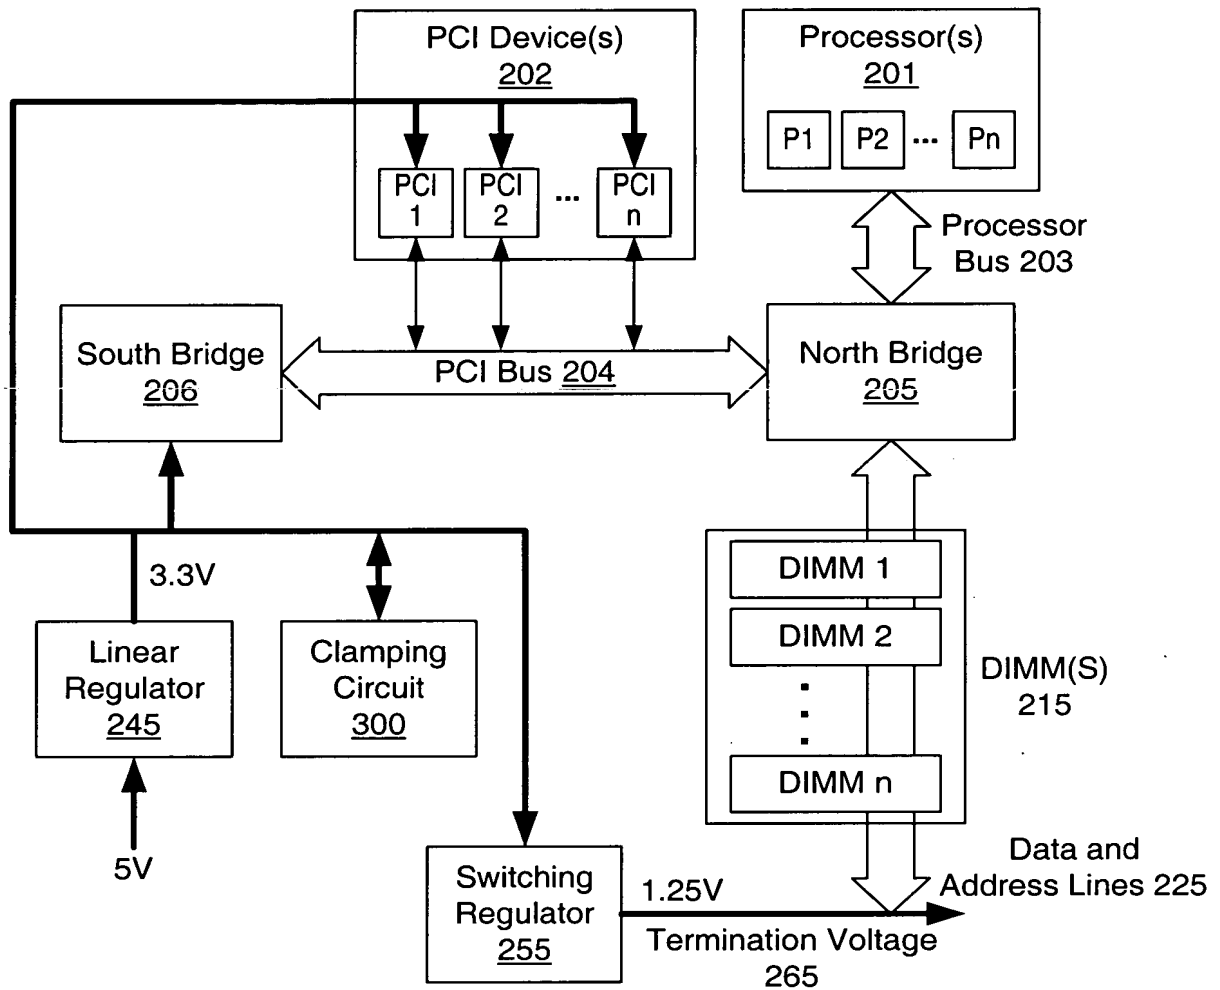 PCI Device(s)
202
Processor(s)
201
P1
P2
...
Pn
PCI
1
PCI
2
...
PCI
n
Processor
Bus 203
South Bridge
206
PCI Bus 204
North Bridge
205
3.3V
Linear
Regulator
245
5V
Clamping
Circuit
300
DIMM 1
DIMM 2
DIMM n
DIMM(S)
215
Switching
Regulator
255
1.25V
Termination Voltage
265
Data and
Address Lines 225